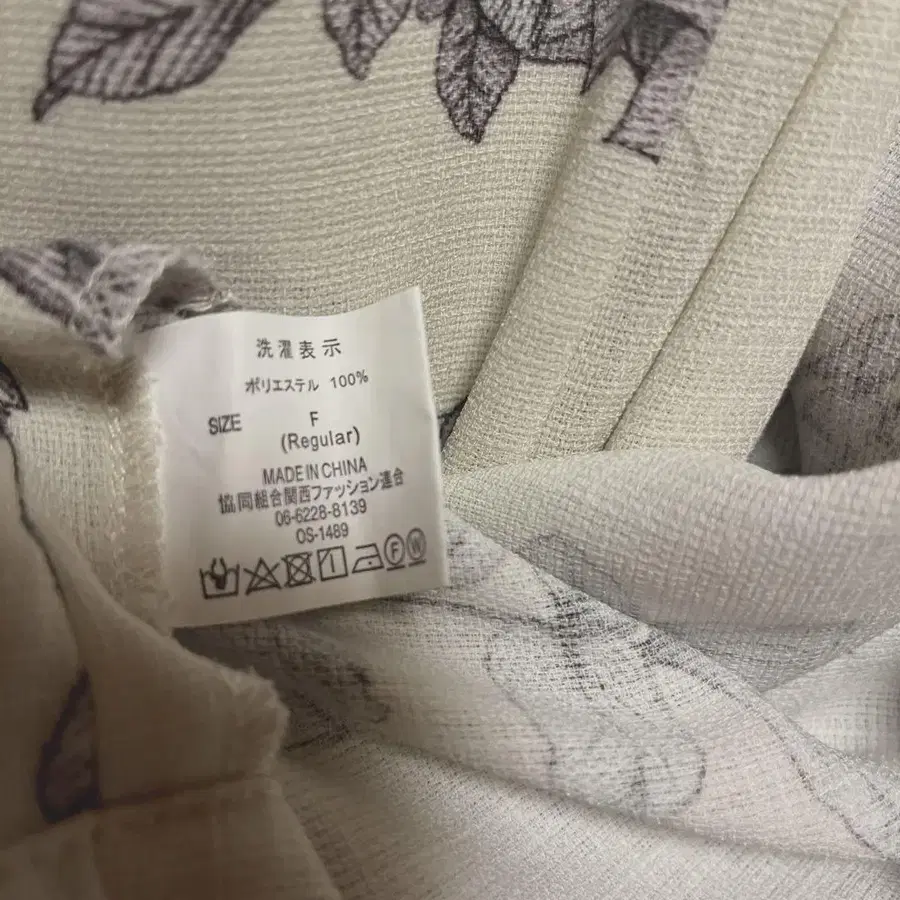 洗濯表示
ポリエステル 100%
SIZE F
(Regular)
MADE IN CHINA
協同組合関西ファッション連合
06-6228-8139
OS-1489
F W